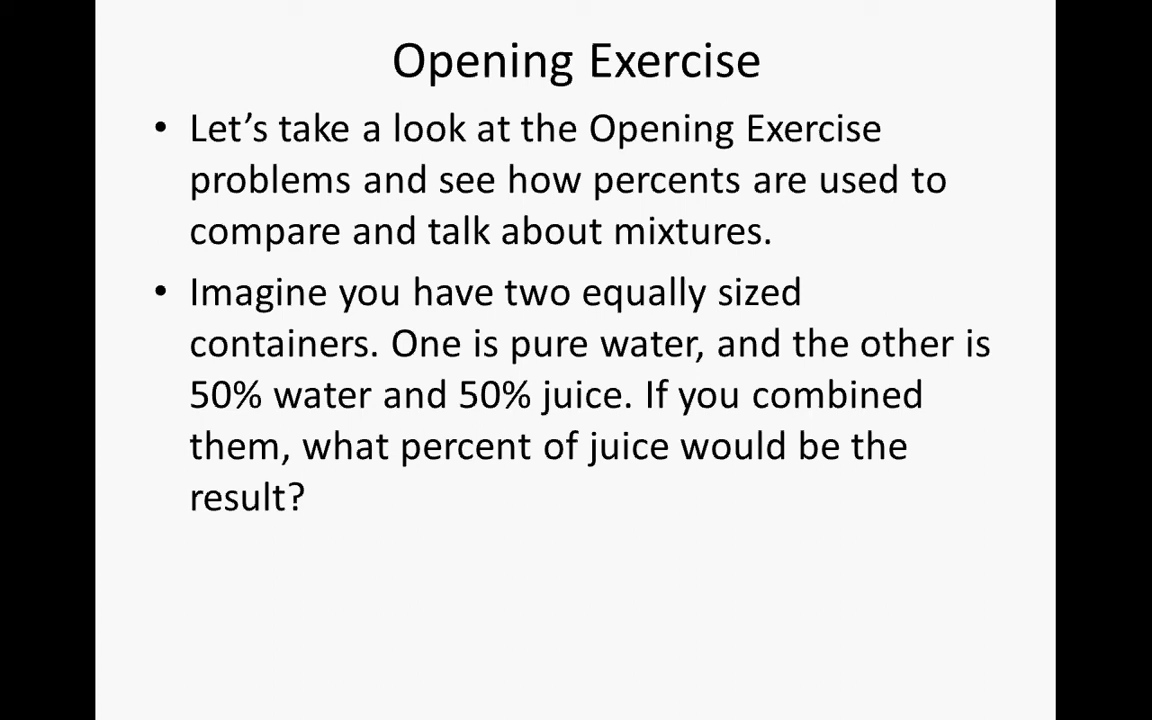 Opening Exercise
• Let’s take a look at the Opening Exercise
problems and see how percents are used to
compare and talk about mixtures.
• Imagine you have two equally sized
containers. One is pure water, and the other is
50% water and 50% juice. If you combined
them, what percent of juice would be the
result?